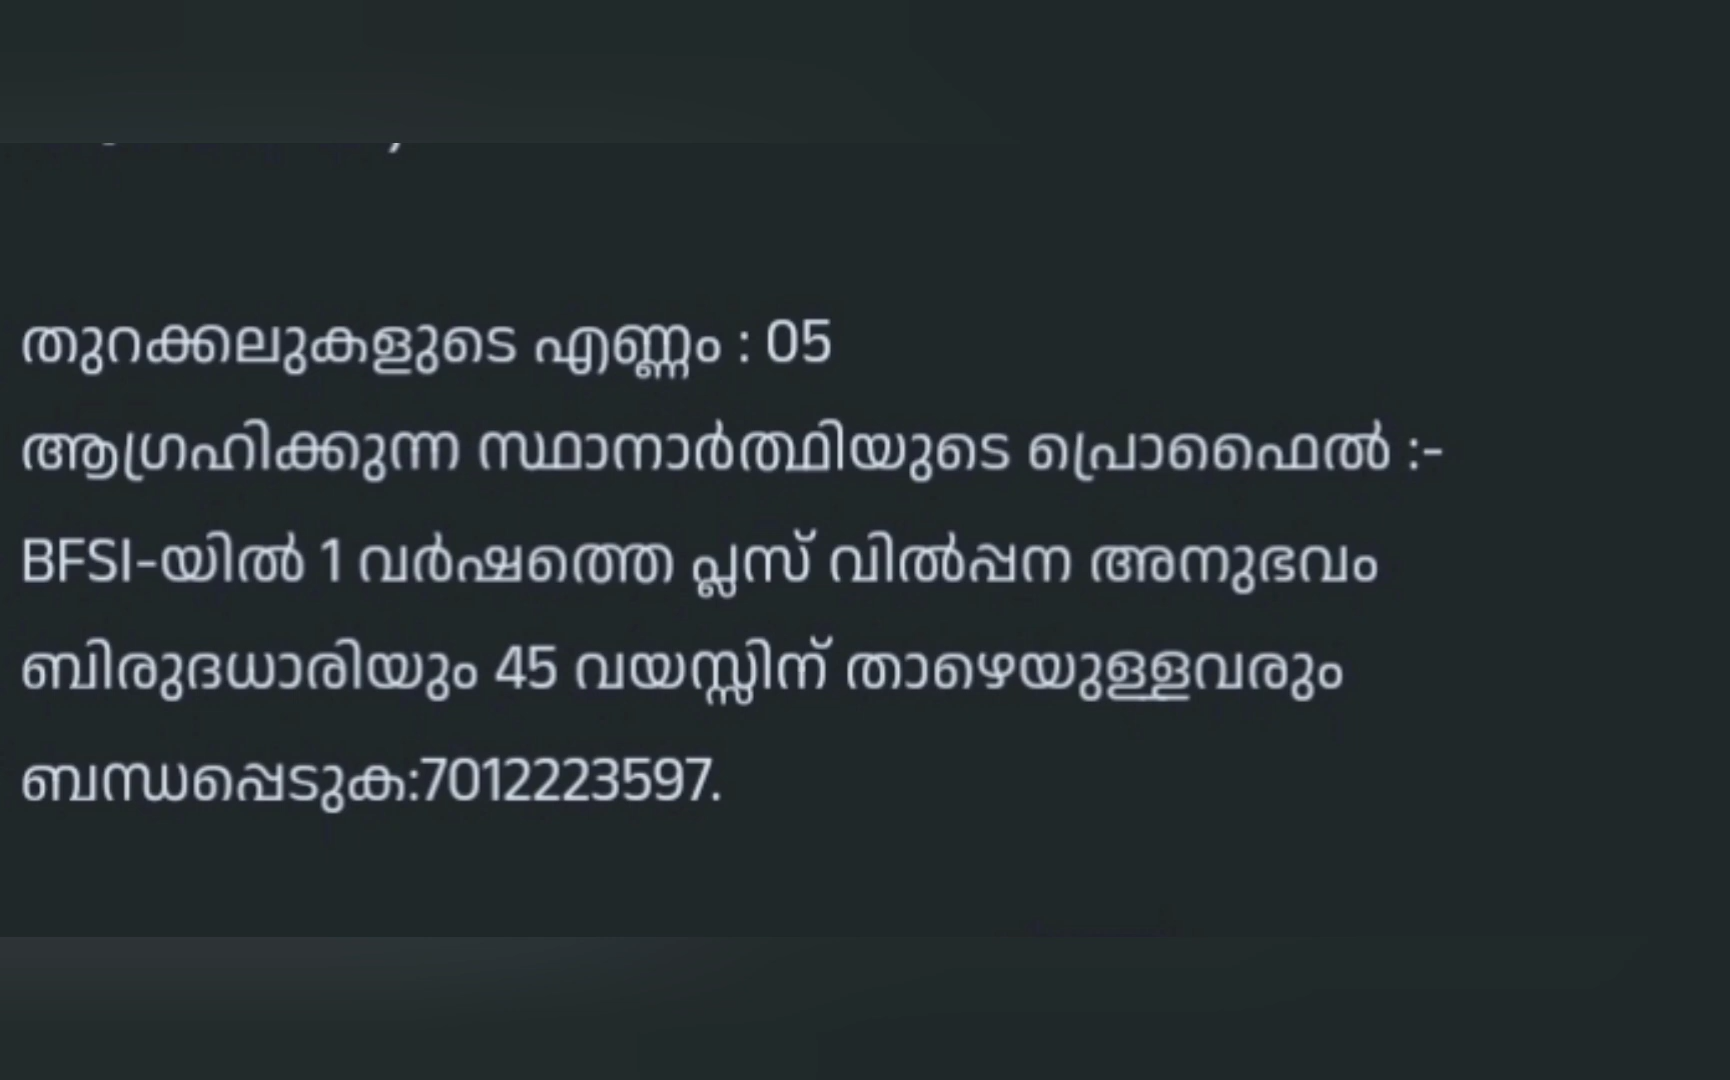 തുറക്കലുകളുടെ എണ്ണം : 05
ആഗ്രഹിക്കുന്ന സ്ഥാനാർത്ഥിയുടെ പ്രൊഫൈൽ :-
BFSI-യിൽ 1 വർഷത്തെ പ്ലസ് വിൽപ്പന അനുഭവം
ബിരുദധാരിയും 45 വയസ്സിന് താഴെയുള്ളവരും
ബന്ധപ്പെടുക:7012223597.